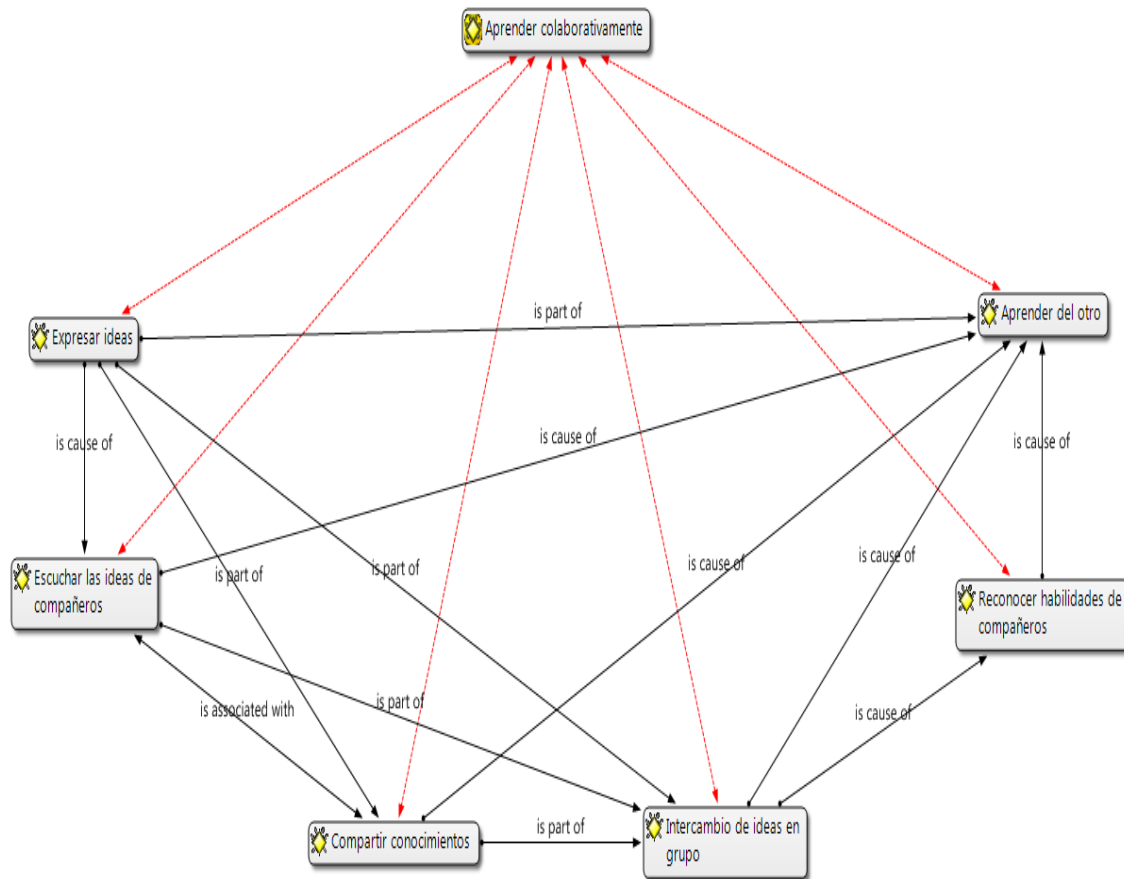 Aprender colaborativamente
Aprender del otro
is part of
Expresar ideas
is cause of
is cause of
is cause of
is cause of
is cause of
is part of
is part of
Escuchar las ideas de
compañeros
Reconocer habilidades de
compañeros
is associated with
is part of
is cause of
is part of
Compartir conocimientos
Intercambio de ideas en
grupo